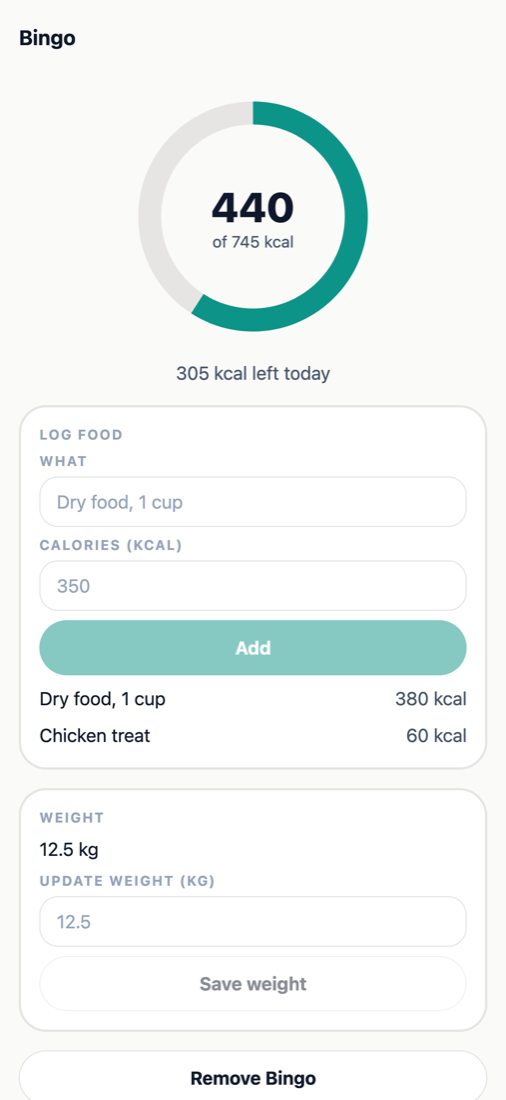 Bingo
440
of 745 kcal
305 kcal left today
LOG FOOD
WHAT
Dry food, 1 cup
CALORIES (KCAL)
350
Add
Dry food, 1 cup 380 kcal
Chicken treat 60 kcal
WEIGHT
12.5 kg
UPDATE WEIGHT (KG)
12.5
Save weight
Remove Bingo